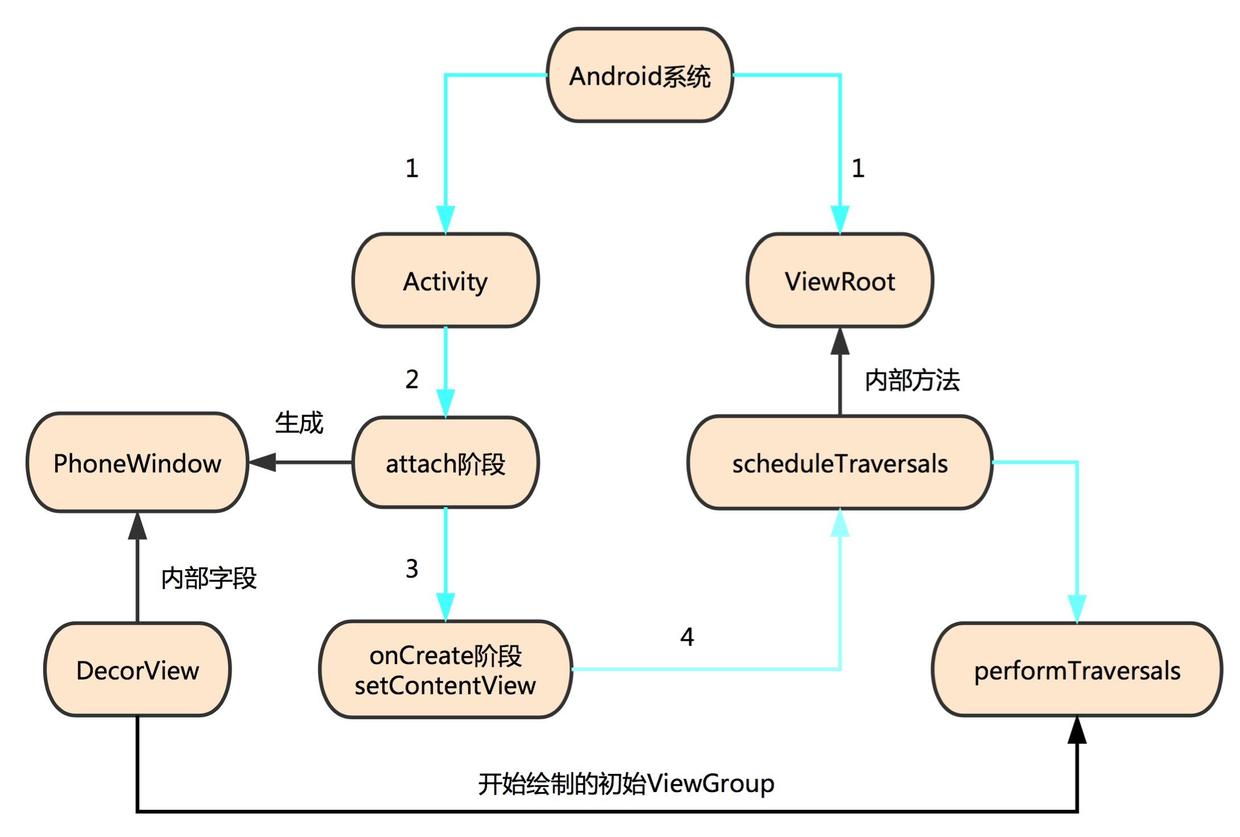 Android系统
1
1
Activity
ViewRoot
2
内部方法
生成
PhoneWindow
attach阶段
scheduleTraversals
3
内部字段
4
DecorView
onCreate阶段
setContentView
performTraversals
开始绘制的初始ViewGroup